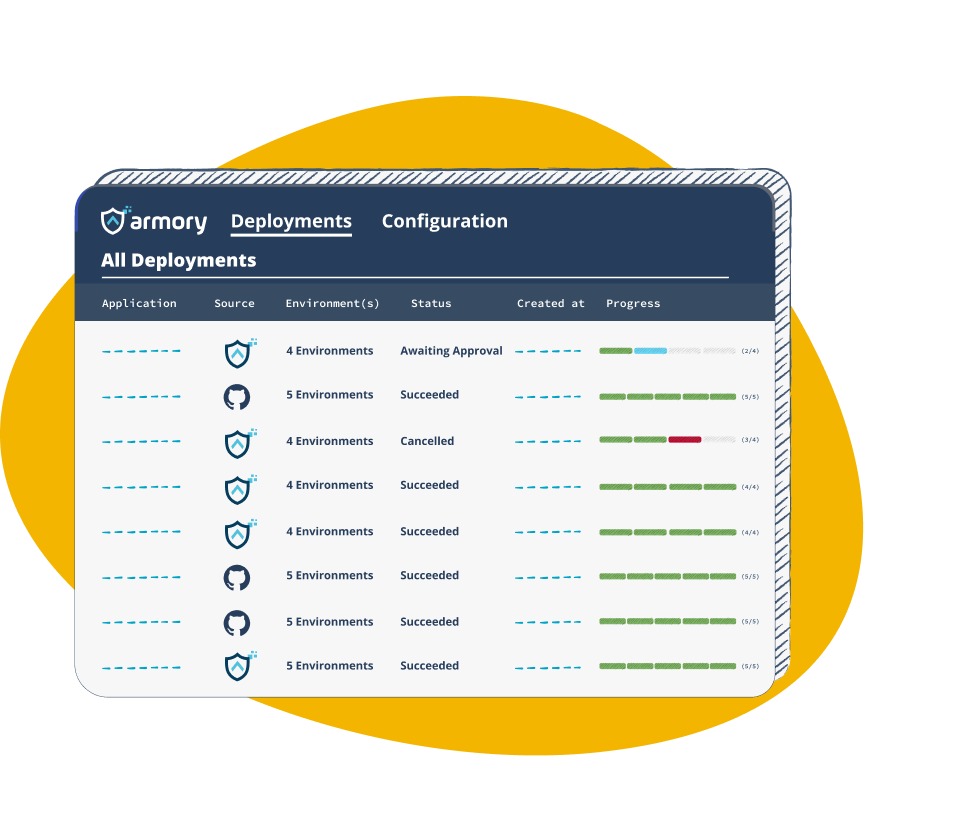 armory Deployments Configuration
All Deployments
Application Source Environment(s) Status Created at Progress
4 Environments Awaiting Approval (2/4)
5 Environments Succeeded (5/5)
4 Environments Cancelled (3/4)
4 Environments Succeeded (4/4)
4 Environments Succeeded (4/4)
5 Environments Succeeded (5/5)
5 Environments Succeeded (5/5)
5 Environments Succeeded (5/5)